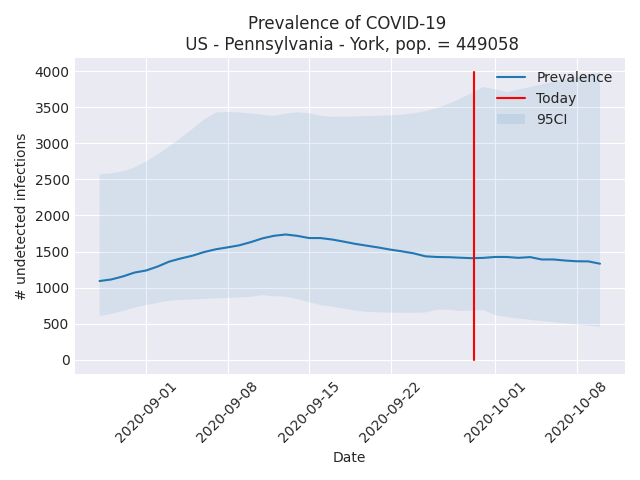 Prevalence of COVID-19
US - Pennsylvania - York, pop. = 449058
# undetected infections
4000
3500
3000
2500
2000
1500
1000
500
0
Prevalence
Today
95CI
2020-09-01
2020-09-08
2020-09-15
2020-09-22
2020-10-01
2020-10-08
Date